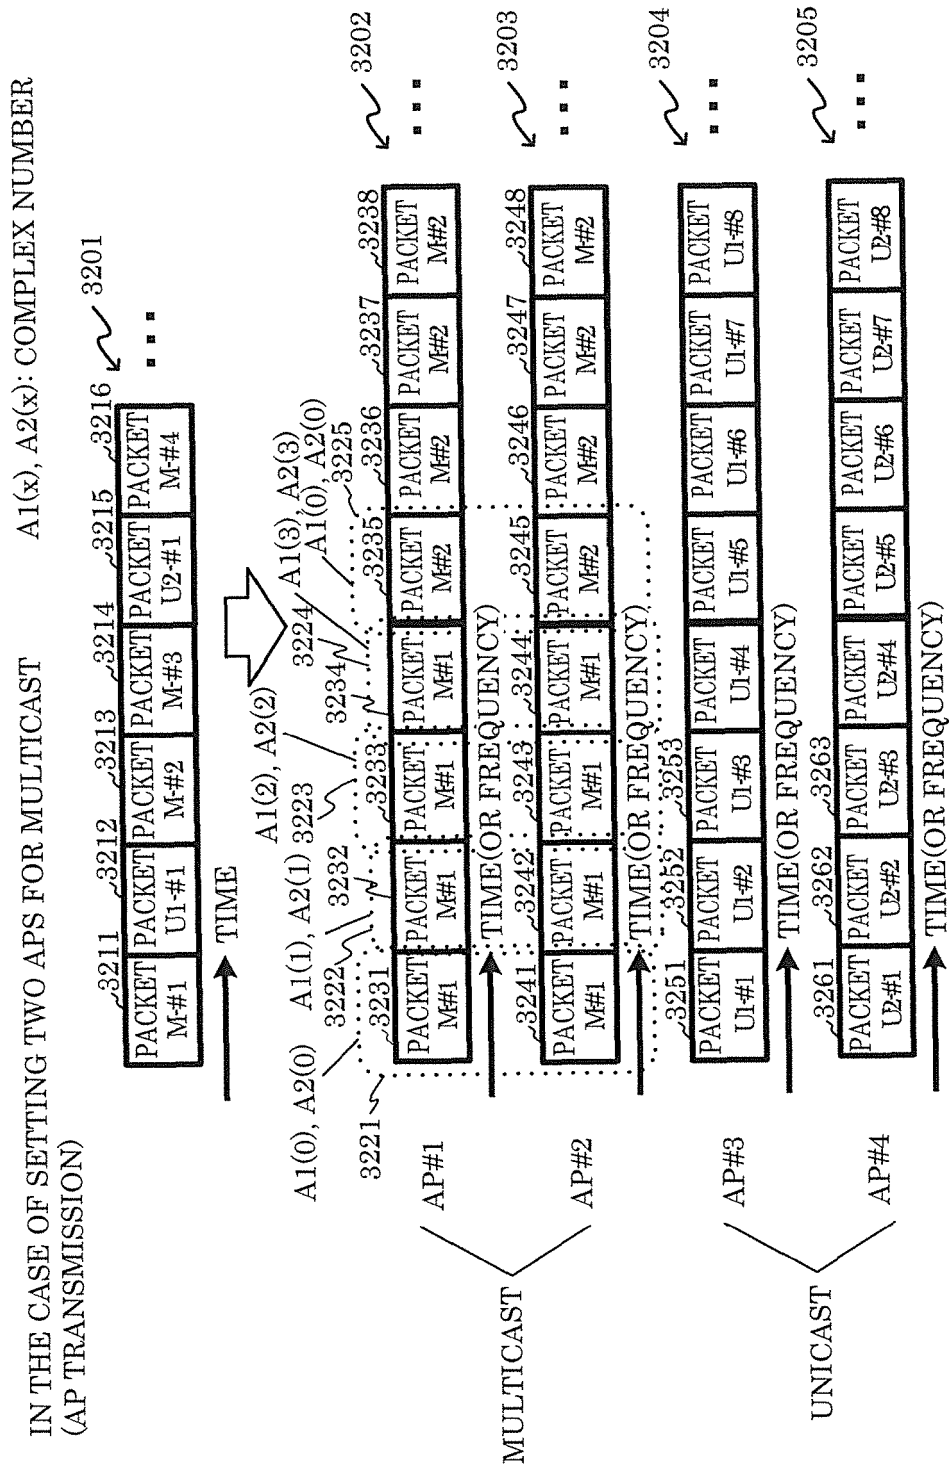 IN THE CASE OF SETTING TWO APS FOR MULTICAST
(AP TRANSMISSION)
A1(x), A2(x): COMPLEX NUMBER
3211 3212 3213 3214 3215 3216 3201
PACKET M-#1 PACKET U1-#1 PACKET M-#2 PACKET M-#3 PACKET U2-#1 PACKET M-#4 ...
TIME
A1(0), A2(0) A1(1), A2(1) A1(2), A2(2) A1(3), A2(3)
A1(0), A2(0)
3221 3222 3223 3224 3225
3231 3232 3233 3234 3235 3236 3237 3238 3202
AP#1
PACKET M-#1 PACKET M-#1 PACKET M-#1 PACKET M-#1 PACKET M-#2 PACKET M-#2 PACKET M-#2 PACKET M-#2 ...
TIME(OR FREQUENCY)
MULTICAST
3241 3242 3243 3244 3245 3246 3247 3248 3203
AP#2
PACKET M-#1 PACKET M-#1 PACKET M-#1 PACKET M-#1 PACKET M-#2 PACKET M-#2 PACKET M-#2 PACKET M-#2 ...
TIME(OR FREQUENCY)
3251 3252 3253 3204
AP#3
PACKET U1-#1 PACKET U1-#2 PACKET U1-#3 PACKET U1-#4 PACKET U1-#5 PACKET U1-#6 PACKET U1-#7 PACKET U1-#8 ...
TIME(OR FREQUENCY)
UNICAST
3261 3262 3263 3205
AP#4
PACKET U2-#1 PACKET U2-#2 PACKET U2-#3 PACKET U2-#4 PACKET U2-#5 PACKET U2-#6 PACKET U2-#7 PACKET U2-#8 ...
TIME(OR FREQUENCY)